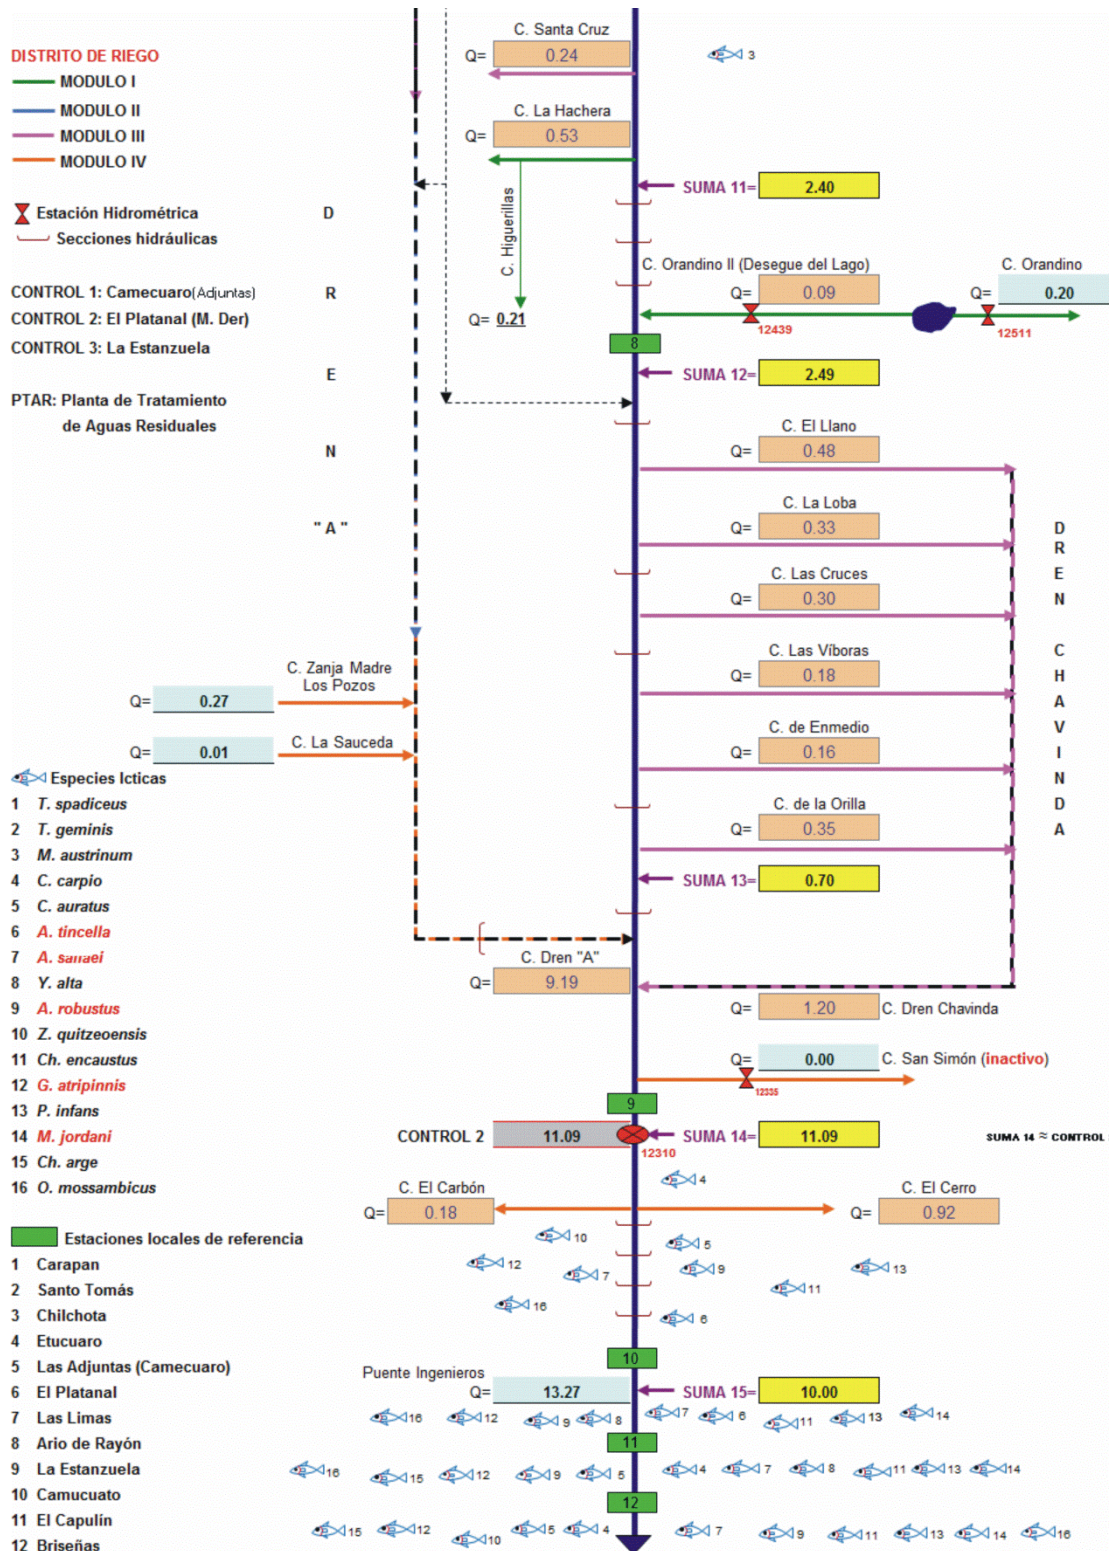 C. Santa Cruz
Q= 0.24
3
DISTRITO DE RIEGO
MODULO I
MODULO II
MODULO III
MODULO IV
C. La Hachera
Q= 0.53
SUMA 11= 2.40
Estación Hidrométrica
Secciones hidráulicas
C. Higuerillas
Q= 0.21
C. Orandino II (Desegue del Lago)
Q= 0.09
12439
C. Orandino
Q= 0.20
12511
CONTROL 1: Camecuaro(Adjuntas)
CONTROL 2: El Platanal (M. Der)
CONTROL 3: La Estanzuela
PTAR: Planta de Tratamiento
de Aguas Residuales
D
R
E
N
"A"
8
SUMA 12= 2.49
C. El Llano
Q= 0.48
C. La Loba
Q= 0.33
C. Las Cruces
Q= 0.30
C. Las Víboras
Q= 0.18
C. de Enmedio
Q= 0.16
C. de la Orilla
Q= 0.35
D
R
E
N
C
H
A
V
I
N
D
A
C. Zanja Madre
Los Pozos
Q= 0.27
Q= 0.01 C. La Sauceda
SUMA 13= 0.70
C. Dren "A"
Q= 9.19
Q= 1.20 C. Dren Chavinda
Q= 0.00 C. San Simón (inactivo)
12335
9
CONTROL 2 11.09 SUMA 14= 11.09
12310
SUMA 14 ≈ CONTROL
4
C. El Carbón
Q= 0.18
C. El Cerro
Q= 0.92
10
5
12
7
9
13
11
16
6
10
Puente Ingenieros
Q= 13.27 SUMA 15= 10.00
16 12 9 8 7 6 11 13 14
11
16 15 12 9 5 4 7 8 11 13 14
12
15 12 10 5 4 7 9 11 13 14 16
Especies Icticas
1 T. spadiceus
2 T. geminis
3 M. austrinum
4 C. carpio
5 C. auratus
6 A. tincella
7 A. sallaei
8 Y. alta
9 A. robustus
10 Z. quitzeoensis
11 Ch. encaustus
12 G. atripinnis
13 P. infans
14 M. jordani
15 Ch. arge
16 O. mossambicus
Estaciones locales de referencia
1 Carapan
2 Santo Tomás
3 Chilchota
4 Etucuaro
5 Las Adjuntas (Camecuaro)
6 El Platanal
7 Las Limas
8 Ario de Rayón
9 La Estanzuela
10 Camucuato
11 El Capulín
12 Briseñas